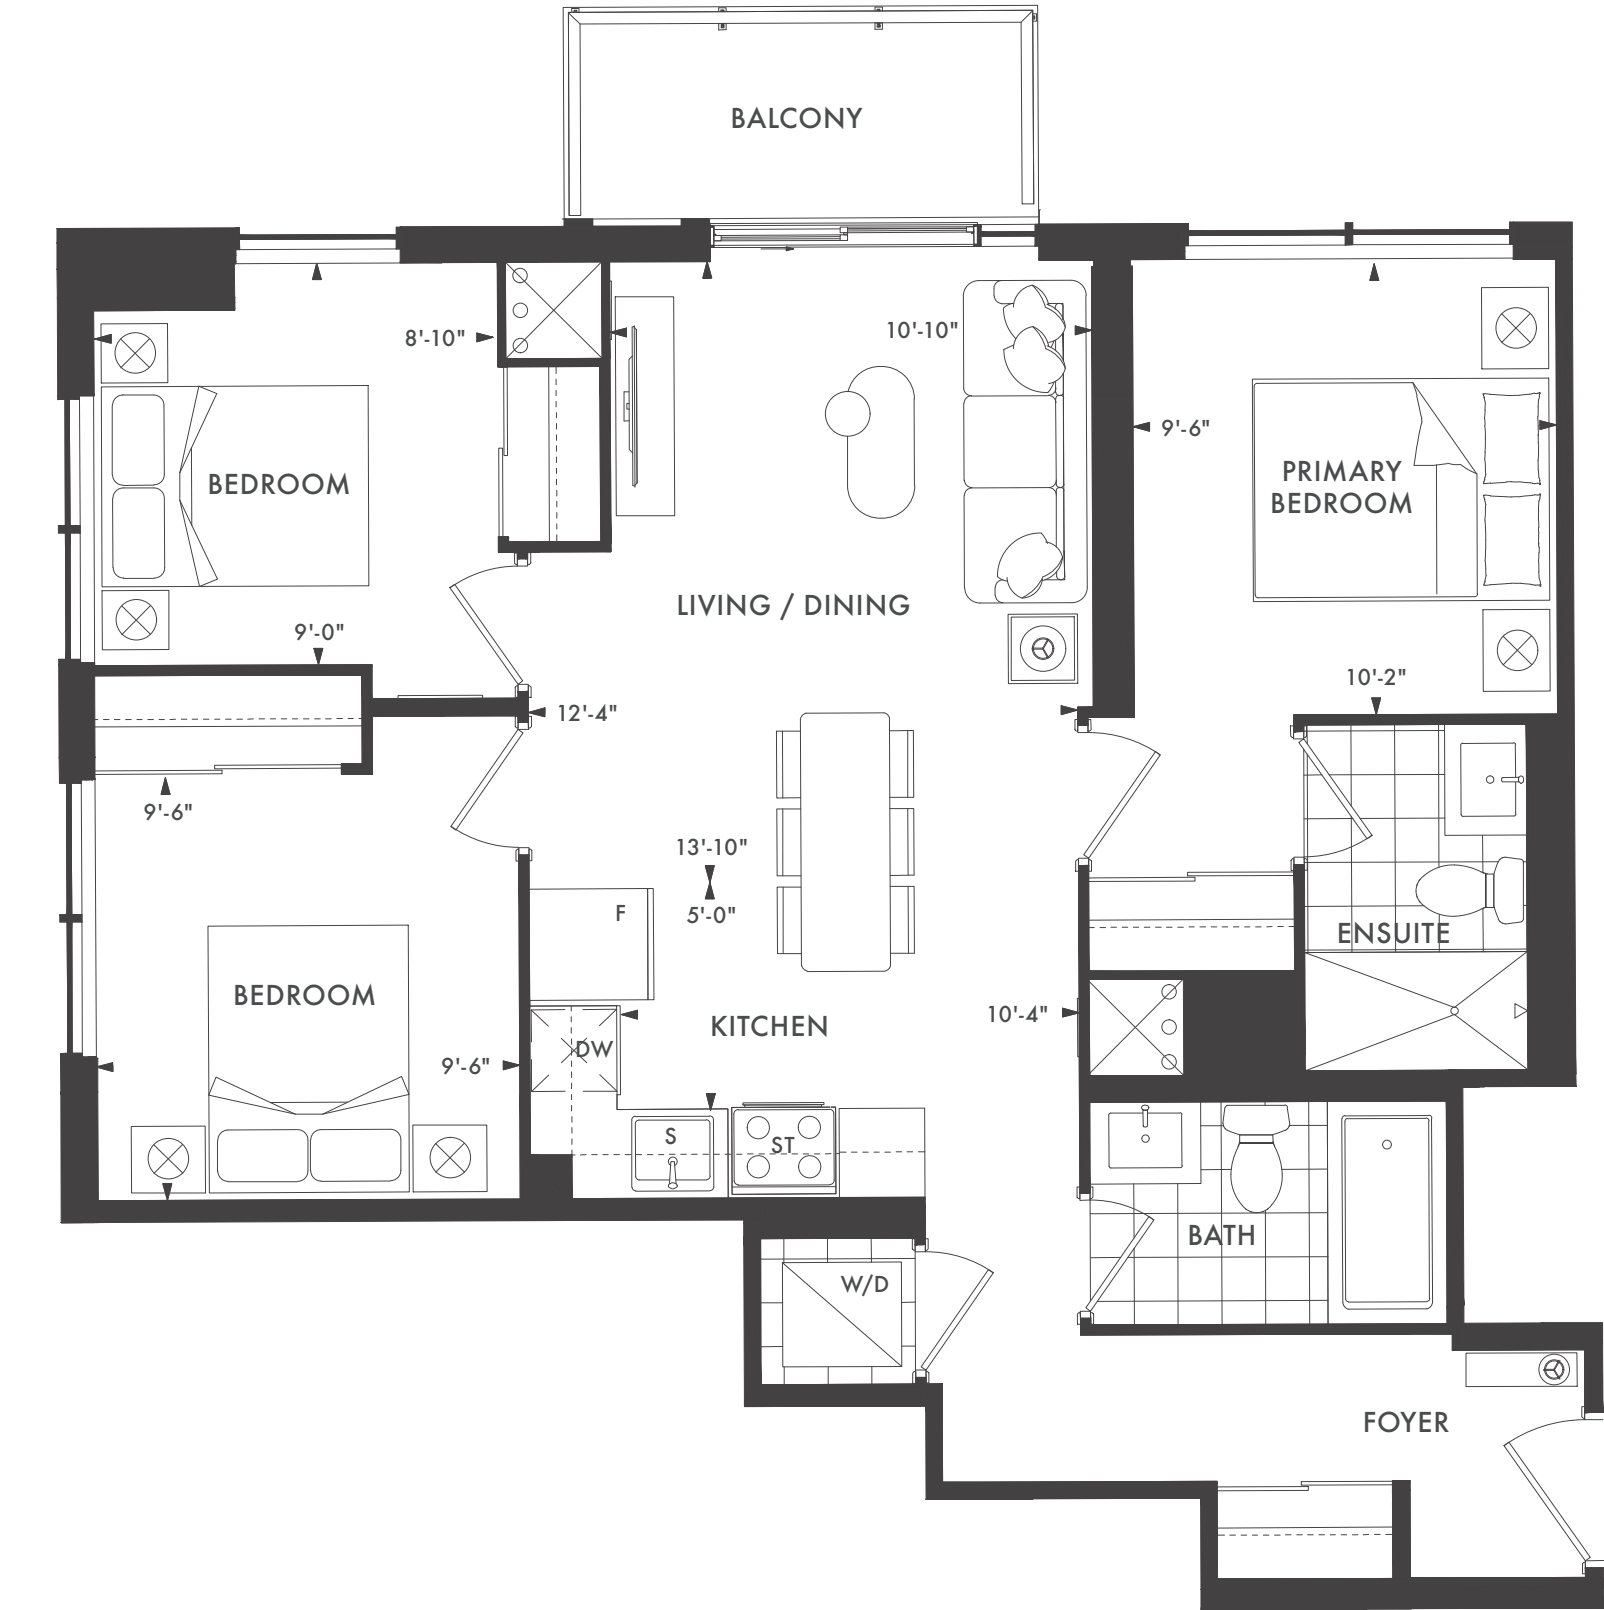 BALCONY
8'-10"
10'-10"
9'-6"
BEDROOM
PRIMARY
BEDROOM
LIVING / DINING
9'-0"
10'-2"
12'-4"
9'-6"
13'-10"
5'-0"
F
ENSUITE
BEDROOM
KITCHEN
10'-4"
DW
9'-6"
S
ST
BATH
W/D
FOYER